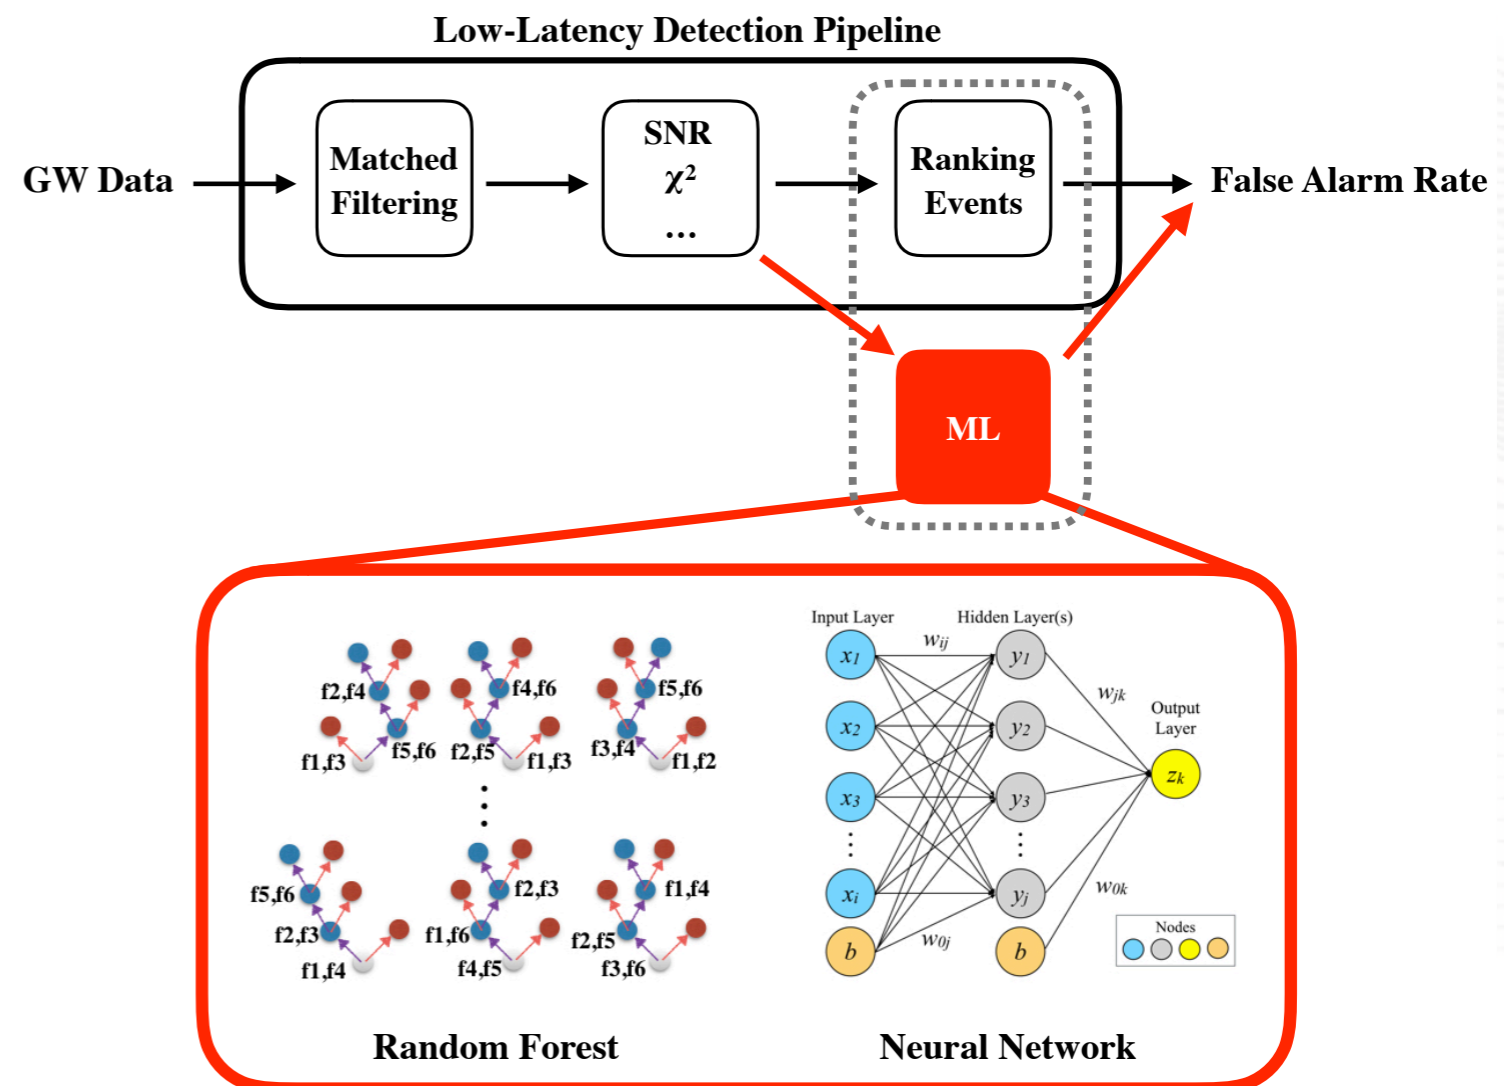 Low-Latency Detection Pipeline
GW Data
Matched
Filtering
SNR
χ²
...
Ranking
Events
False Alarm Rate
ML
f2,f4
f5,f6
f1,f3
f4,f6
f2,f5
f1,f3
f5,f6
f3,f4
f1,f2
f5,f6
f2,f3
f1,f4
f2,f3
f1,f6
f4,f5
f1,f4
f2,f5
f3,f6
Random Forest
Input Layer
Hidden Layer(s)
Output
Layer
x₁
x₂
x₃
xᵢ
b
wᵢⱼ
w₀ⱼ
y₁
y₂
y₃
yⱼ
b
wⱼₖ
w₀ₖ
zₖ
Nodes
Neural Network